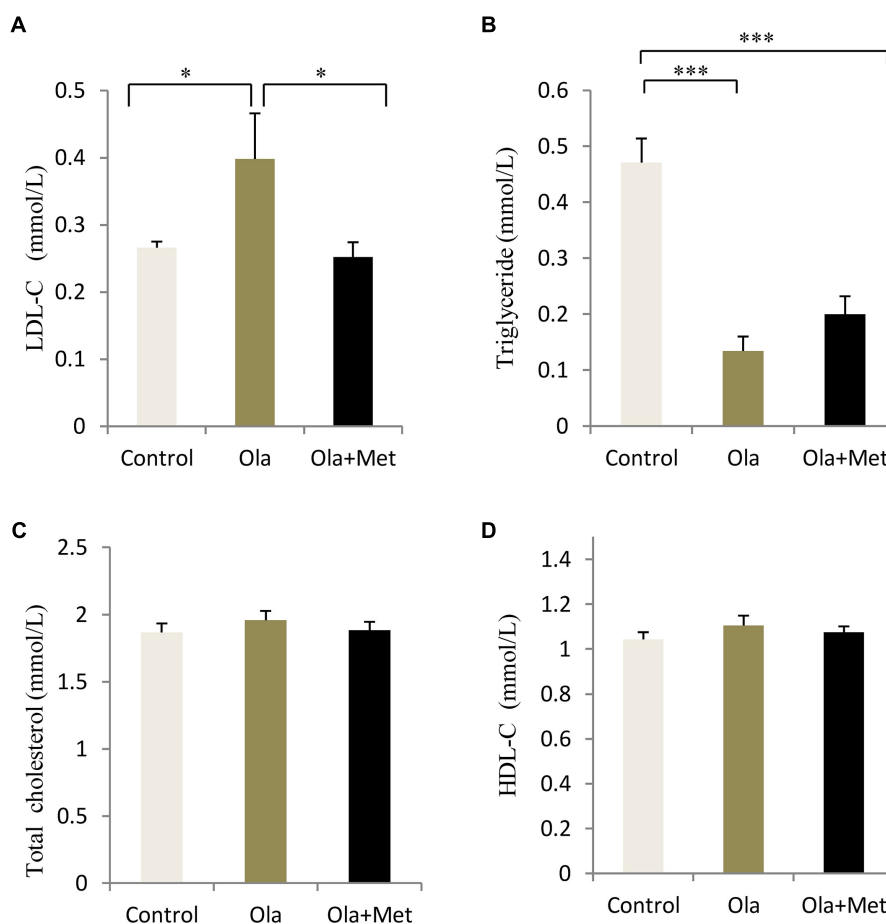 A
* *
LDL-C (mmol/L)
0.5
0.4
0.3
0.2
0.1
0
Control Ola Ola+Met
B
***
***
Triglyceride (mmol/L)
0.6
0.5
0.4
0.3
0.2
0.1
0
Control Ola Ola+Met
C
Total cholesterol (mmol/L)
2.5
2
1.5
1
0.5
0
Control Ola Ola+Met
D
HDL-C (mmol/L)
1.4
1.2
1
0.8
0.6
0.4
0.2
0
Control Ola Ola+Met